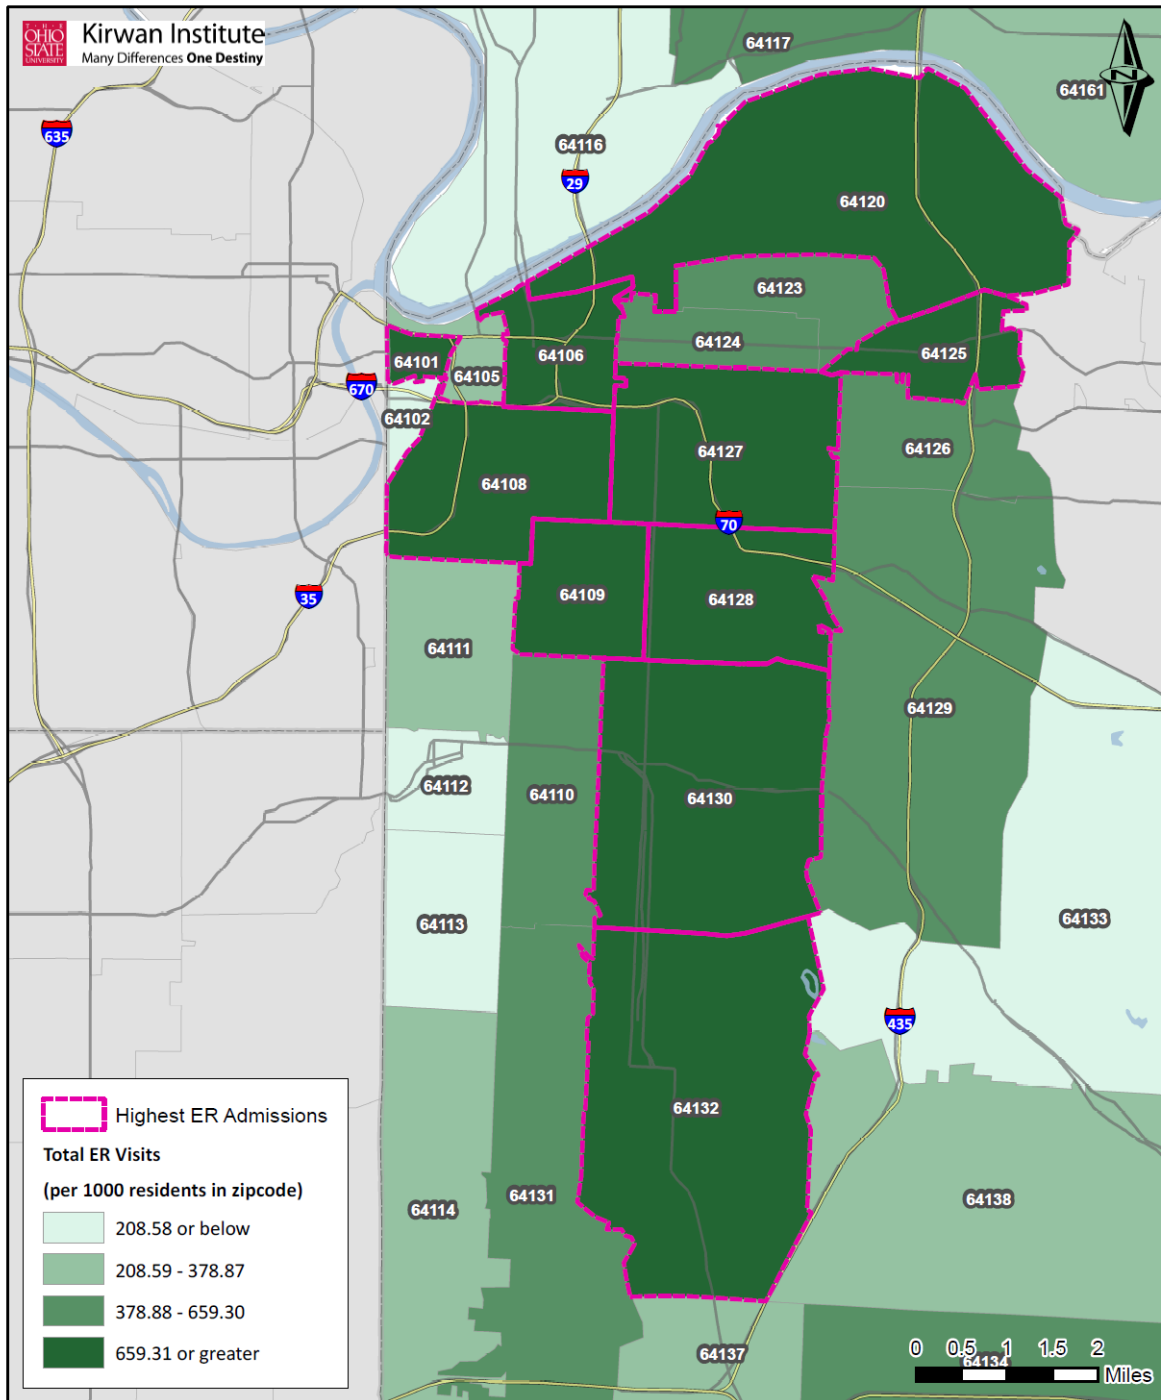 THE
OHIO
STATE
UNIVERSITY
Kirwan Institute
Many Differences One Destiny
N
64117
64161
635
64116
29
64120
64123
64124
64106
64125
64101
64105
670
64102
64126
64127
64108
70
35
64109
64128
64111
64129
64112
64110
64130
64113
64133
435
64132
64131
64114
64138
64137
64134
Highest ER Admissions
Total ER Visits
(per 1000 residents in zipcode)
208.58 or below
208.59 - 378.87
378.88 - 659.30
659.31 or greater
0 0.5 1 1.5 2
Miles